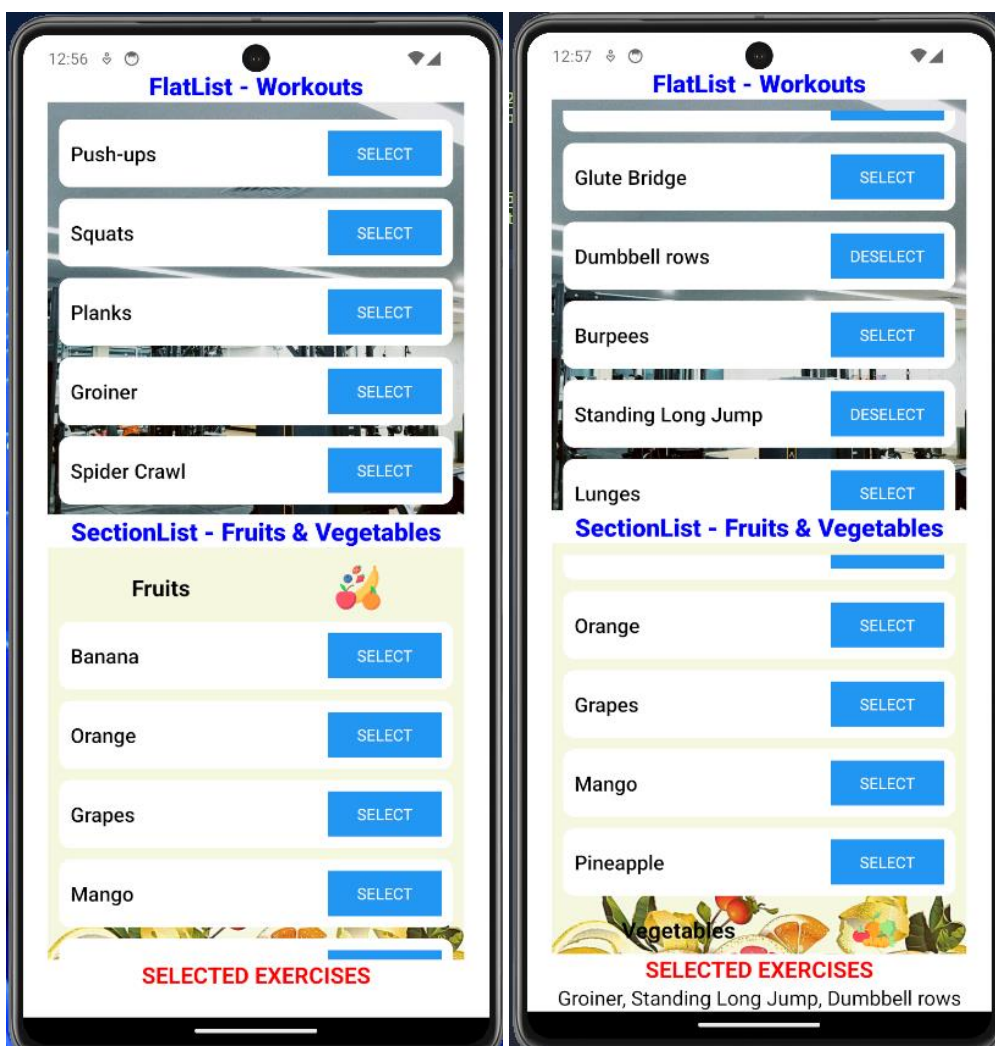 12:56
FlatList - Workouts
Push-ups SELECT
Squats SELECT
Planks SELECT
Groiner SELECT
Spider Crawl SELECT
SectionList - Fruits & Vegetables
Fruits
Banana SELECT
Orange SELECT
Grapes SELECT
Mango SELECT
SELECTED EXERCISES
12:57
FlatList - Workouts
Glute Bridge SELECT
Dumbbell rows DESELECT
Burpees SELECT
Standing Long Jump DESELECT
Lunges SELECT
SectionList - Fruits & Vegetables
Orange SELECT
Grapes SELECT
Mango SELECT
Pineapple SELECT
Vegetables
SELECTED EXERCISES
Groiner, Standing Long Jump, Dumbbell rows